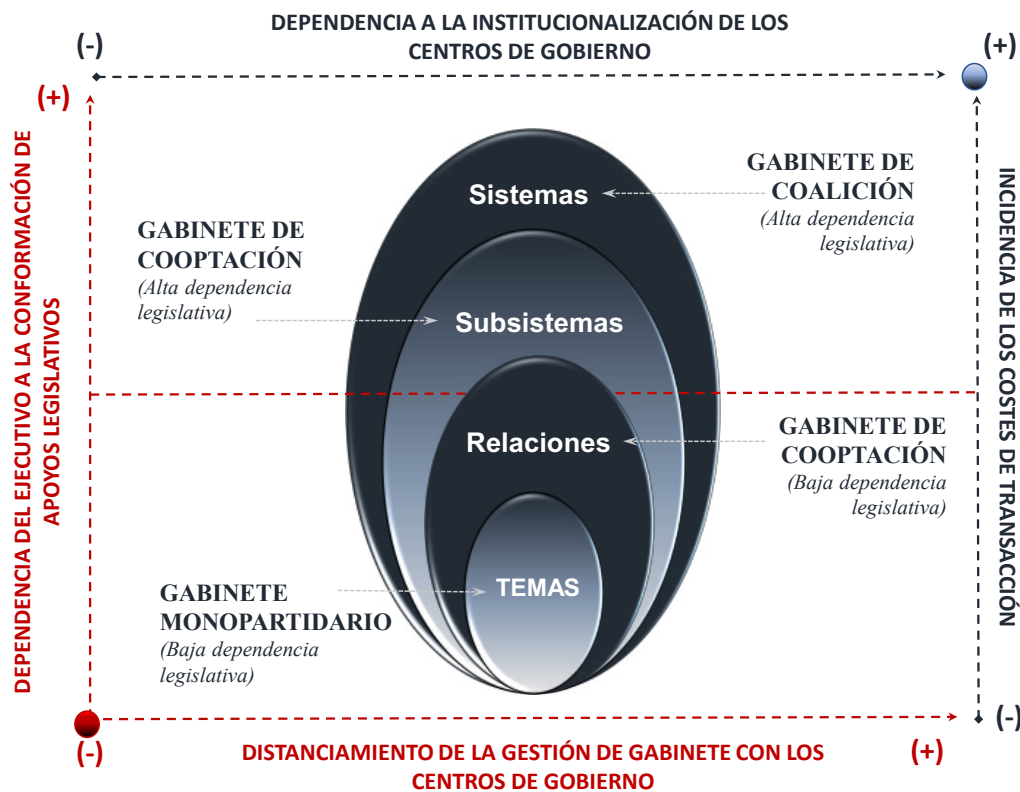 DEPENDENCIA A LA INSTITUCIONALIZACIÓN DE LOS
CENTROS DE GOBIERNO
(-)
(+)
(+)
DEPENDENCIA DEL EJECUTIVO A LA CONFORMACIÓN DE
APOYOS LEGISLATIVOS
Sistemas
GABINETE DE
COALICIÓN
(Alta dependencia
legislativa)
GABINETE DE
COOPTACIÓN
(Alta dependencia
legislativa)
Subsistemas
INCIDENCIA DE LOS COSTES DE TRANSACCIÓN
Relaciones
GABINETE DE
COOPTACIÓN
(Baja dependencia
legislativa)
GABINETE
MONOPARTIDARIO
(Baja dependencia
legislativa)
TEMAS
(-)
(-)
(+)
DISTANCIAMIENTO DE LA GESTIÓN DE GABINETE CON LOS
CENTROS DE GOBIERNO